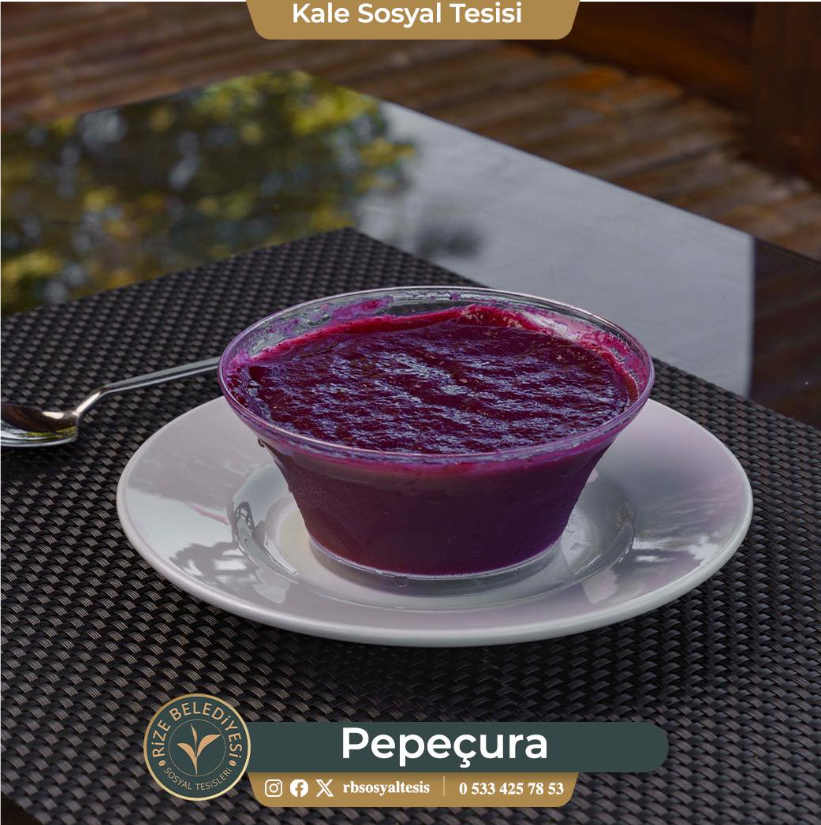 Kale Sosyal Tesisi
RİZE BELEDİYESİ
SOSYAL TESİSLERİ
Pepeçura
rbsosyaltesis
0 533 425 78 53